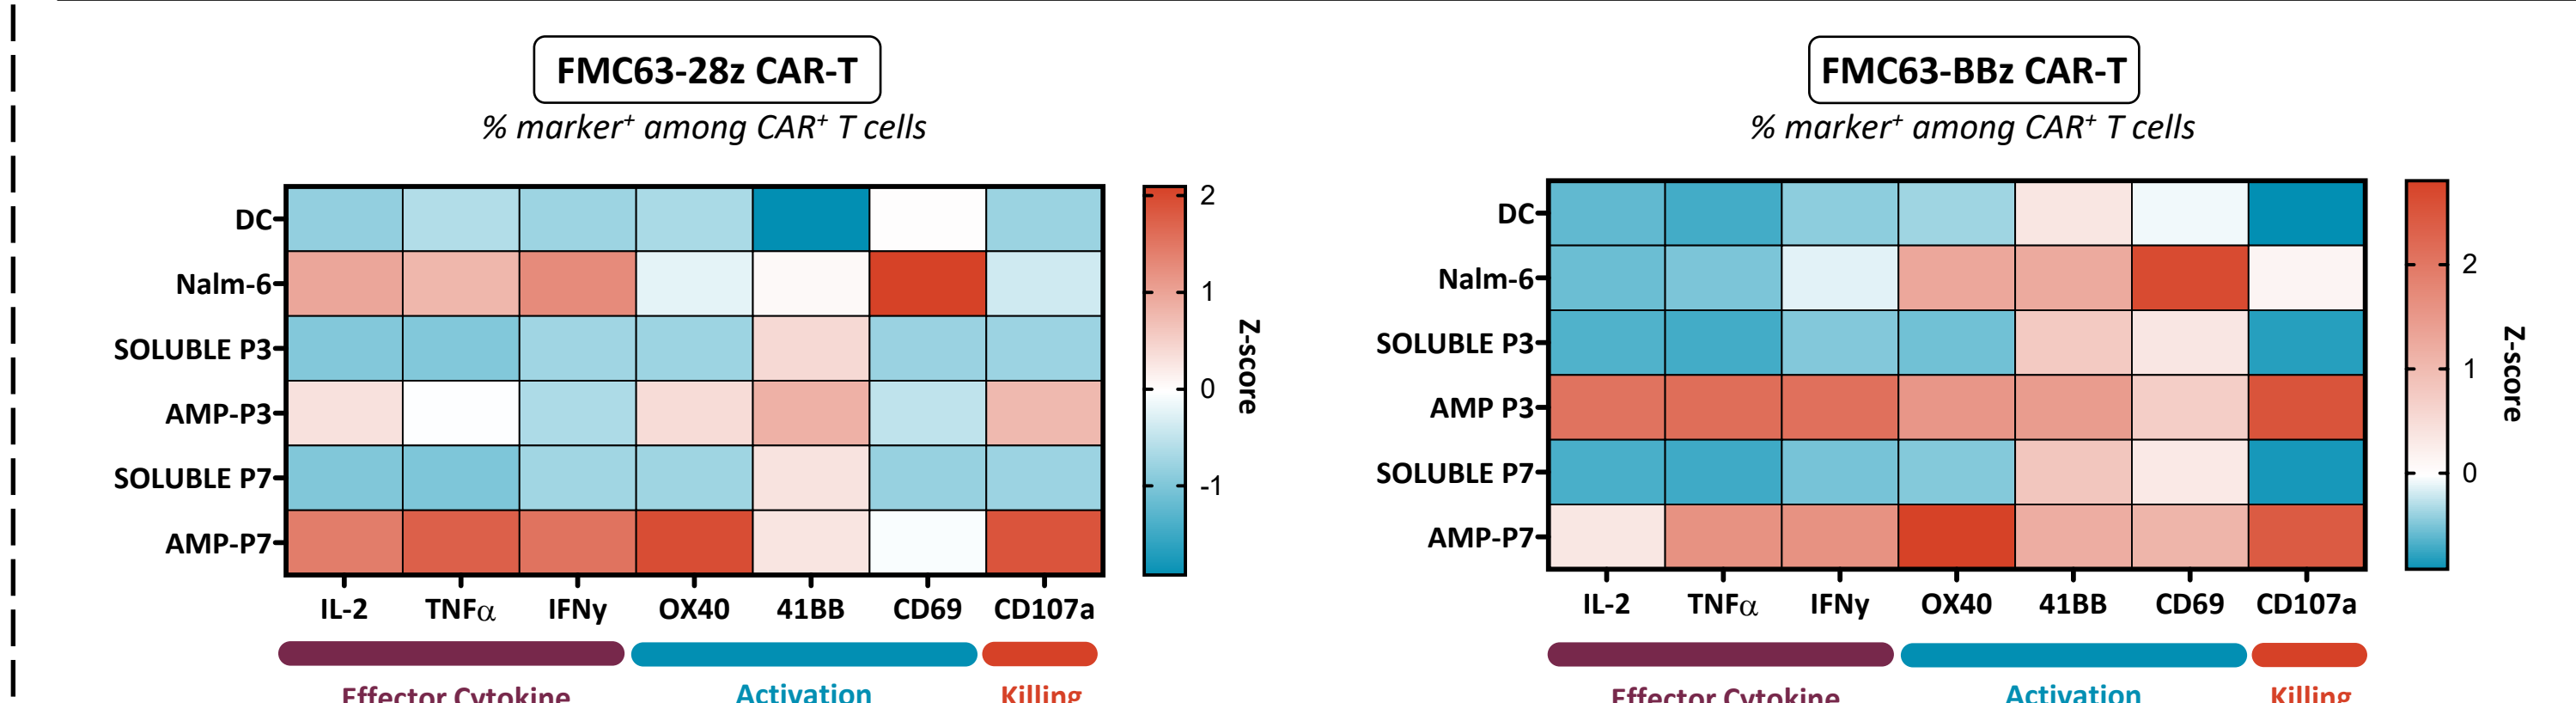 FMC63-28z CAR-T
% marker+ among CAR+ T cells
DC
Nalm-6
SOLUBLE P3
AMP-P3
SOLUBLE P7
AMP-P7
IL-2 TNFα IFNy OX40 41BB CD69 CD107a
2
1
0
-1
Z-score
Effector Cytokine Activation Killing
FMC63-BBz CAR-T
% marker+ among CAR+ T cells
DC
Nalm-6
SOLUBLE P3
AMP P3
SOLUBLE P7
AMP-P7
IL-2 TNFα IFNy OX40 41BB CD69 CD107a
2
1
0
Z-score
Effector Cytokine Activation Killing